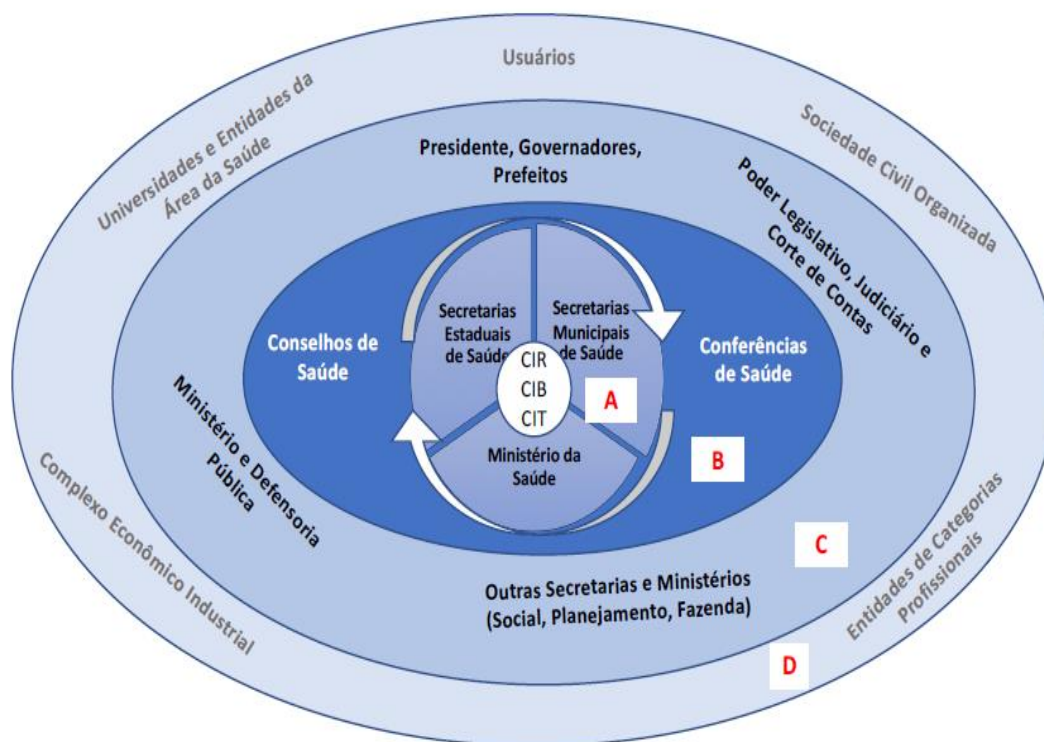 Usuários
Universidades e Entidades da
Área da Saúde
Sociedade Civil Organizada
Presidente, Governadores,
Prefeitos
Poder Legislativo, Judiciário e
Corte de Contas
Secretarias
Estaduais
de Saúde
Secretarias
Municipais
de Saúde
Conselhos de
Saúde
CIR
CIB
CIT
Conferências
de Saúde
A
Ministério da
Saúde
B
Ministério e Defensoria
Pública
C
Complexo Econômico Industrial
Outras Secretarias e Ministérios
(Social, Planejamento, Fazenda)
Entidades de Categorias
Profissionais
D